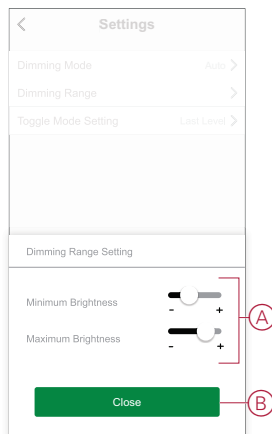 Settings
Dimming Mode Auto
Dimming Range
Toggle Mode Setting Last Level
Dimming Range Setting
Minimum Brightness
- +
A
Maximum Brightness
- +
Close B